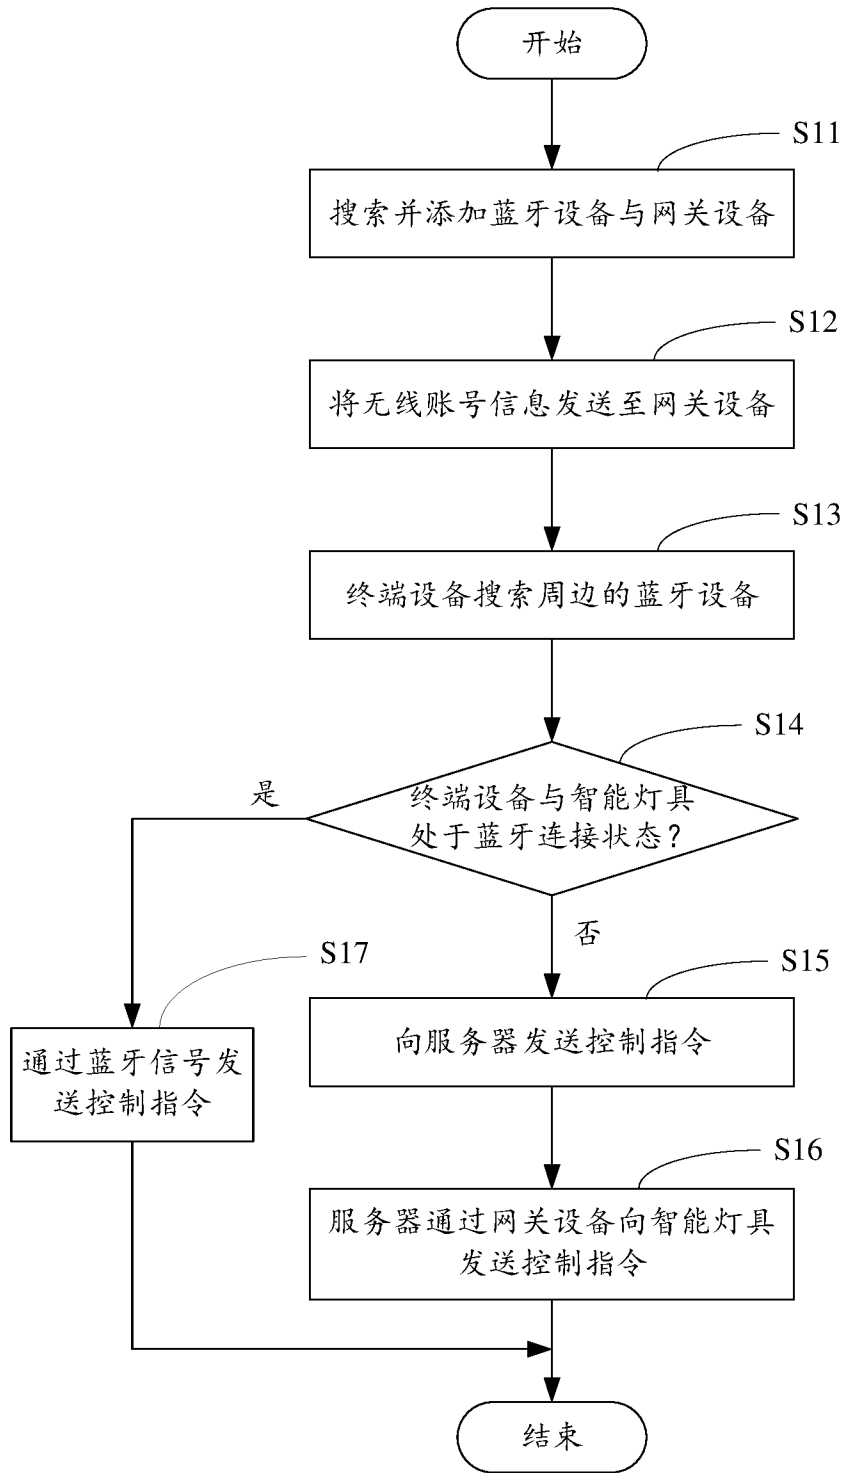 开始
S11
搜索并添加蓝牙设备与网关设备
S12
将无线账号信息发送至网关设备
S13
终端设备搜索周边的蓝牙设备
S14
是
终端设备与智能灯具
处于蓝牙连接状态?
否
S17
S15
向服务器发送控制指令
通过蓝牙信号发
送控制指令
S16
服务器通过网关设备向智能灯具
发送控制指令
结束